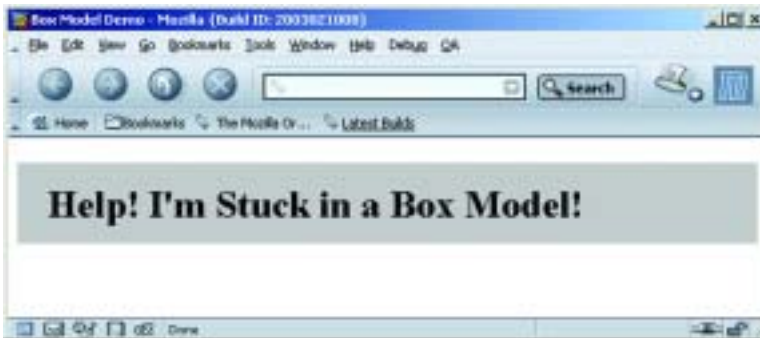 Box Model Demo - Mozilla {Build ID: 2003021008}
File Edit View Go Bookmarks Tools Window Help Debug QA
Search
Home Bookmarks The Mozilla Or... Latest Builds
Help! I'm Stuck in a Box Model!
Done